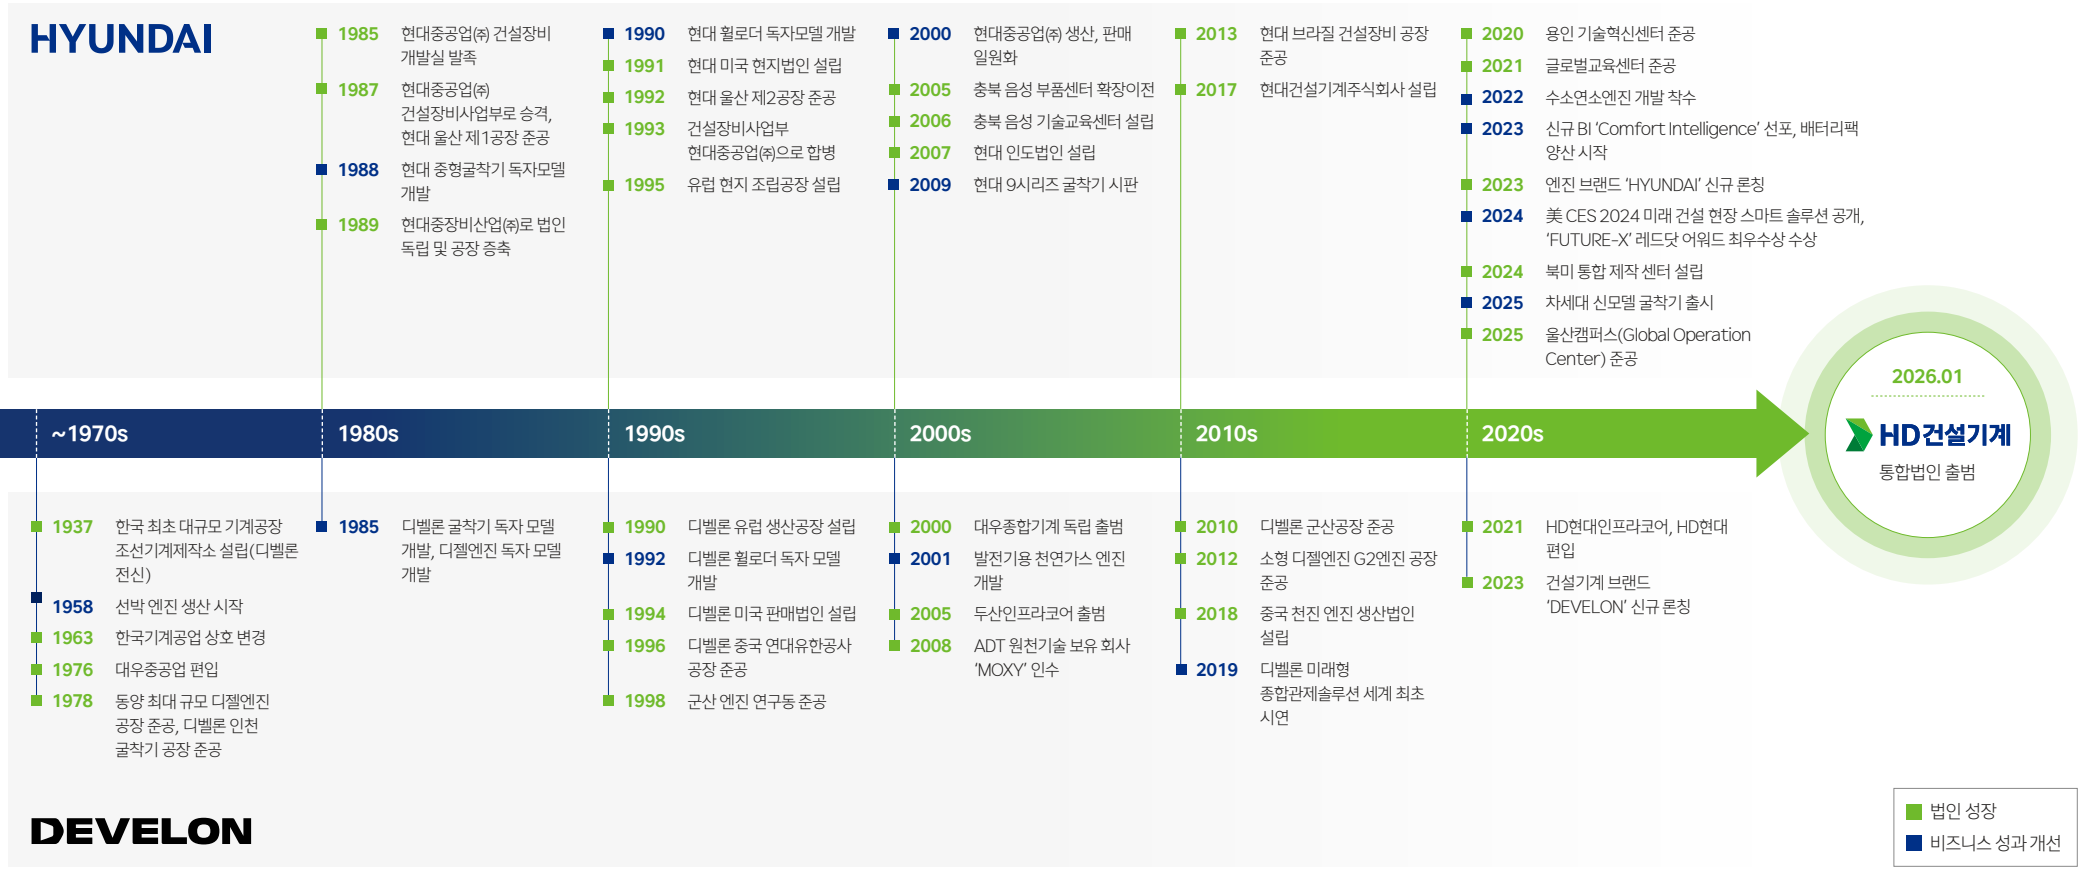 HYUNDAI
1985 현대중공업㈜ 건설장비
개발실 발족
1987 현대중공업㈜
건설장비사업부로 승격,
현대 울산 제1공장 준공
1988 현대 중형굴착기 독자모델
개발
1989 현대중장비산업㈜로 법인
독립 및 공장 증축
1990 현대 휠로더 독자모델 개발
1991 현대 미국 현지법인 설립
1992 현대 울산 제2공장 준공
1993 건설장비사업부
현대중공업㈜으로 합병
1995 유럽 현지 조립공장 설립
2000 현대중공업㈜ 생산, 판매
일원화
2005 충북 음성 부품센터 확장이전
2006 충북 음성 기술교육센터 설립
2007 현대 인도법인 설립
2009 현대 9시리즈 굴착기 시판
2013 현대 브라질 건설장비 공장
준공
2017 현대건설기계주식회사 설립
2020 용인 기술혁신센터 준공
2021 글로벌교육센터 준공
2022 수소연소엔진 개발 착수
2023 신규 BI ‘Comfort Intelligence’ 선포, 배터리팩
양산 시작
2023 엔진 브랜드 ‘HYUNDAI’ 신규 론칭
2024 美 CES 2024 미래 건설 현장 스마트 솔루션 공개,
‘FUTURE-X’ 레드닷 어워드 최우수상 수상
2024 북미 통합 제작 센터 설립
2025 차세대 신모델 굴착기 출시
2025 울산캠퍼스(Global Operation
Center) 준공
~1970s
1980s
1990s
2000s
2010s
2020s
2026.01
HD건설기계
통합법인 출범
1937 한국 최초 대규모 기계공장
조선기계제작소 설립(디벨론
전신)
1958 선박 엔진 생산 시작
1963 한국기계공업 상호 변경
1976 대우중공업 편입
1978 동양 최대 규모 디젤엔진
공장 준공, 디벨론 인천
굴착기 공장 준공
1985 디벨론 굴착기 독자 모델
개발, 디젤엔진 독자 모델
개발
1990 디벨론 유럽 생산공장 설립
1992 디벨론 휠로더 독자 모델
개발
1994 디벨론 미국 판매법인 설립
1996 디벨론 중국 연대유한공사
공장 준공
1998 군산 엔진 연구동 준공
2000 대우종합기계 독립 출범
2001 발전기용 천연가스 엔진
개발
2005 두산인프라코어 출범
2008 ADT 원천기술 보유 회사
‘MOXY’ 인수
2010 디벨론 군산공장 준공
2012 소형 디젤엔진 G2엔진 공장
준공
2018 중국 천진 엔진 생산법인
설립
2019 디벨론 미래형
종합관제솔루션 세계 최초
시연
2021 HD현대인프라코어, HD현대
편입
2023 건설기계 브랜드
‘DEVELON’ 신규 론칭
DEVELON
법인 성장
비즈니스 성과 개선